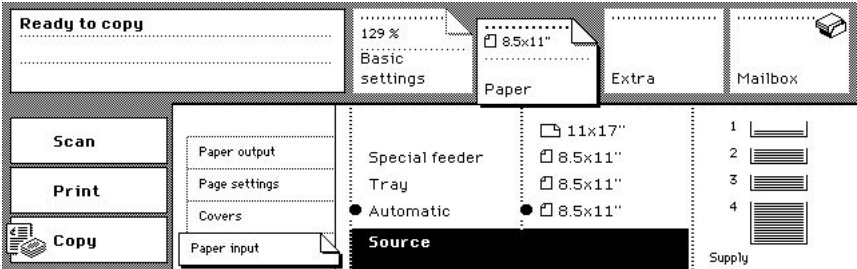 Ready to copy
129 %
Basic
settings
8.5x11"
Paper
Extra
Mailbox
Scan
Print
Copy
Paper output
Page settings
Covers
Paper input
Special feeder
Tray
Automatic
Source
11x17"
8.5x11"
8.5x11"
8.5x11"
1
2
3
4
Supply